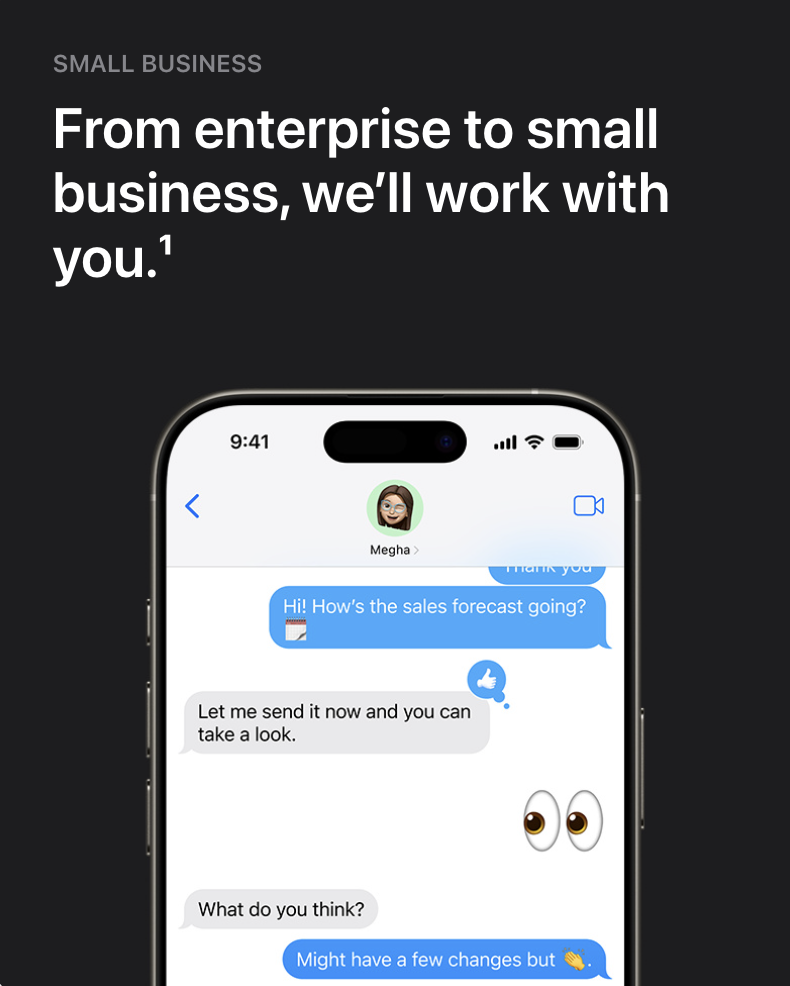 SMALL BUSINESS
From enterprise to small
business, we’ll work with
you.¹
9:41
Megha
Thank you
Hi! How’s the sales forecast going?
🗓️
Let me send it now and you can
take a look.
👀
What do you think?
Might have a few changes but 👏.